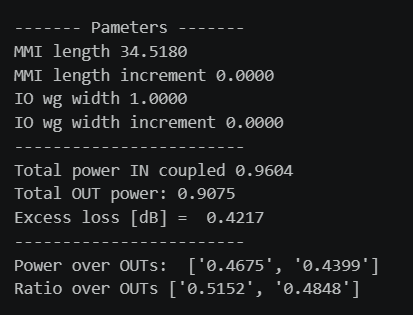 ------- Pameters -------
MMI length 34.5180
MMI length increment 0.0000
IO wg width 1.0000
IO wg width increment 0.0000
------------------------
Total power IN coupled 0.9604
Total OUT power: 0.9075
Excess loss [dB] =  0.4217
------------------------
Power over OUTs:  ['0.4675', '0.4399']
Ratio over OUTs ['0.5152', '0.4848']